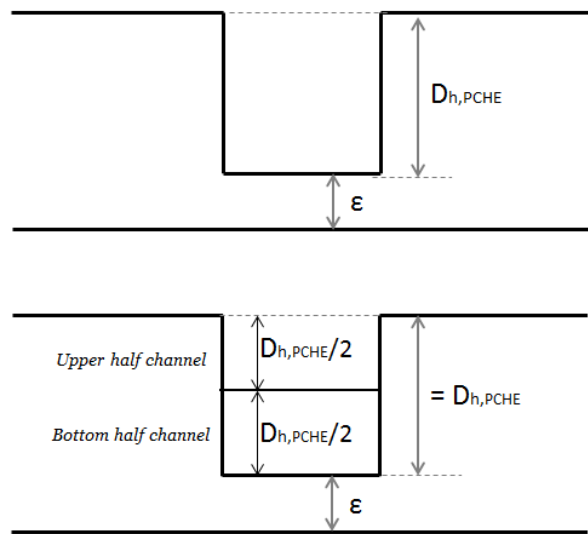 Dh,PCHE
ε
Upper half channel
Dh,PCHE/2
= Dh,PCHE
Bottom half channel
Dh,PCHE/2
ε